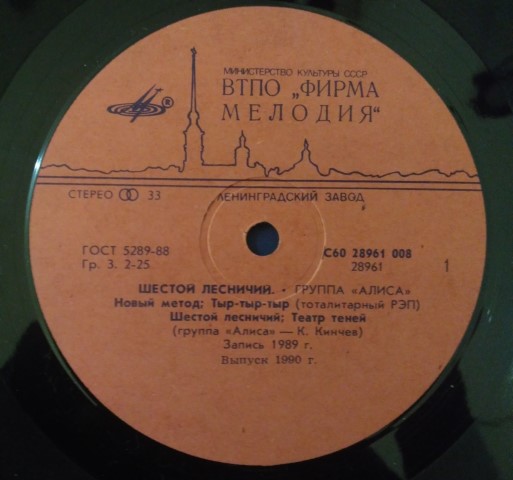 МИНИСТЕРСТВО КУЛЬТУРЫ СССР
ВТПО „ФИРМА
МЕЛОДИЯ“
®
СТЕРЕО 33
ЛЕНИНГРАДСКИЙ ЗАВОД
ГОСТ 5289-88
Гр. 3. 2-25
С60 28961 008
28961
1
ШЕСТОЙ ЛЕСНИЧИЙ. • ГРУППА «АЛИСА»
Новый метод; Тыр-тыр-тыр (тоталитарный РЭП)
Шестой лесничий; Театр теней
(группа «Алиса» — К. Кинчев)
Запись 1989 г.
Выпуск 1990 г.